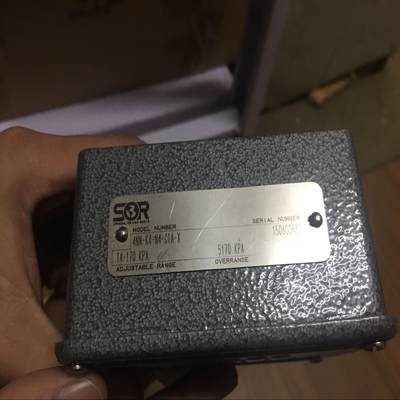 SOR
MODEL NUMBER
SERIAL NUMBER
4NN-K4-N4-C1A-X
14-170 KPA
5170 KPA
ADJUSTABLE RANGE
OVERRANGE